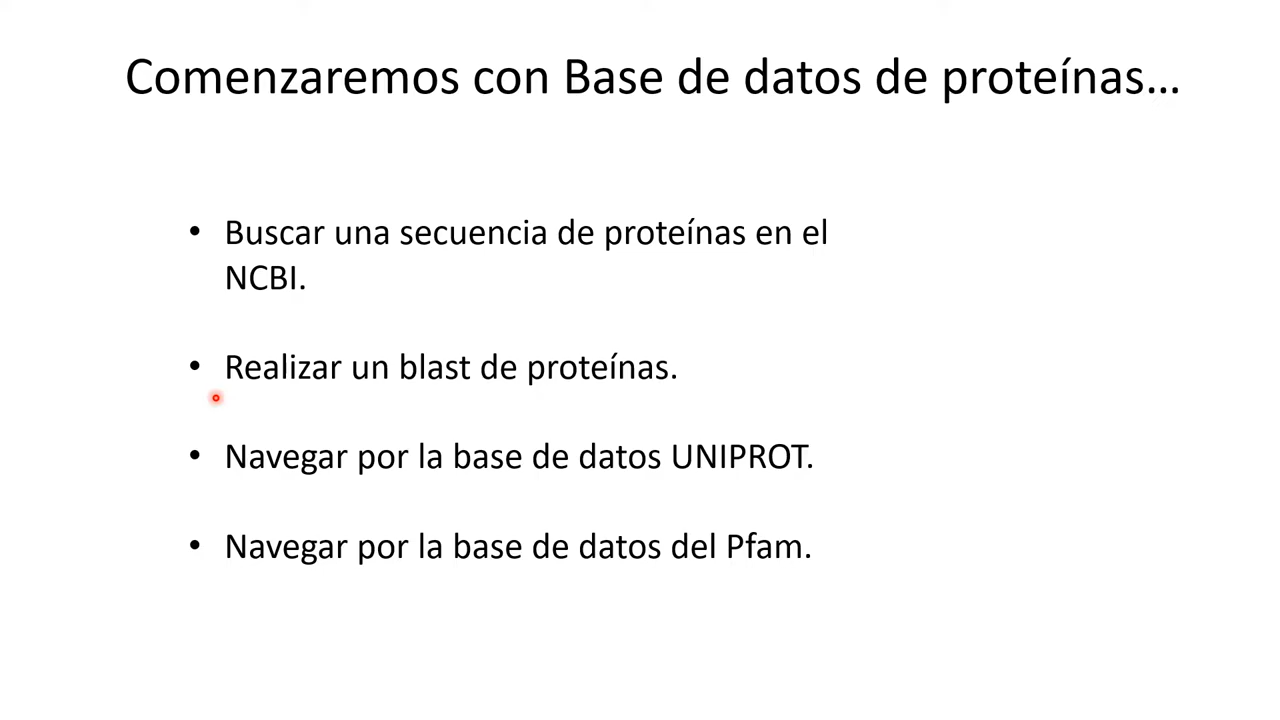 Comenzaremos con Base de datos de proteínas…
• Buscar una secuencia de proteínas en el
NCBI.
• Realizar un blast de proteínas.
• Navegar por la base de datos UNIPROT.
• Navegar por la base de datos del Pfam.